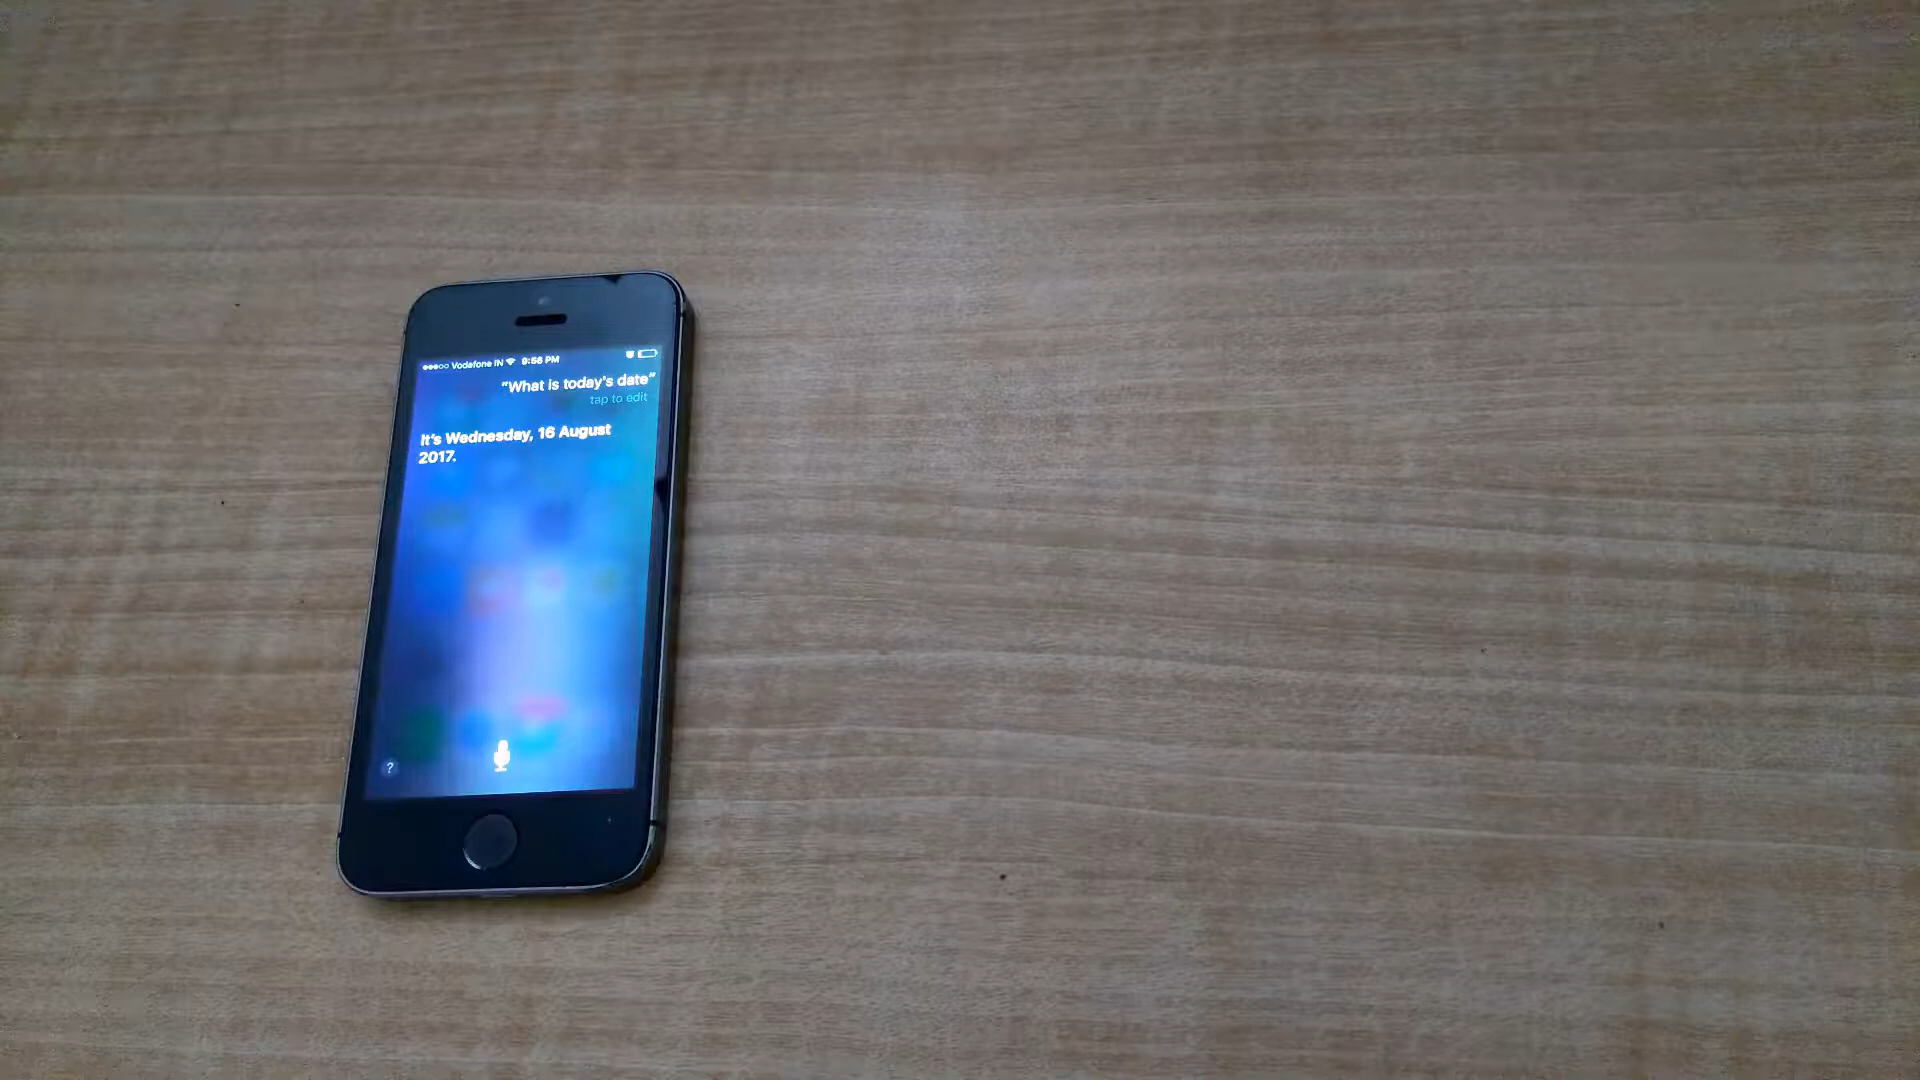 Vodafone IN 9:56 PM
"What is today's date"
tap to edit
It's Wednesday, 16 August
2017.
?